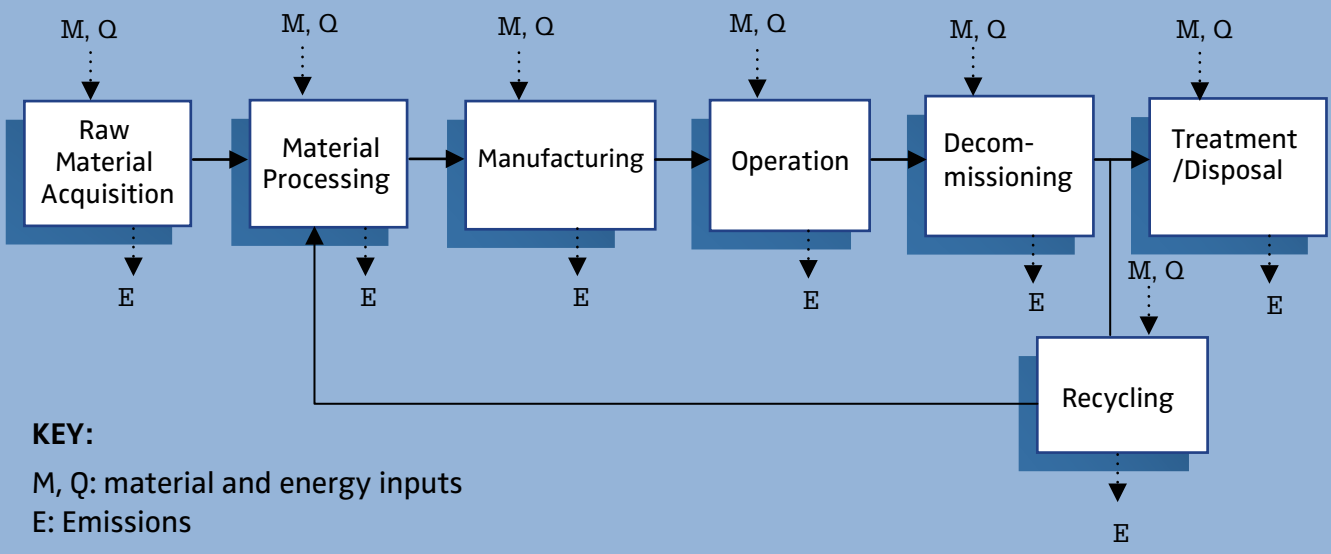 M, Q
M, Q
M, Q
M, Q
M, Q
M, Q
Raw
Material
Acquisition
Material
Processing
Manufacturing
Operation
Decom-
missioning
Treatment
/Disposal
E
E
E
E
E
E
M, Q
Recycling
E
KEY:
M, Q: material and energy inputs
E: Emissions